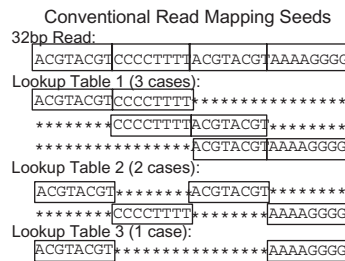 Conventional Read Mapping Seeds
32bp Read:
ACGTACGTCCCCTTTTACGTACGTAAAAGGGG
Lookup Table 1 (3 cases):
ACGTACGTCCCCTTTT****************
********CCCCTTTTACGTACGT********
****************ACGTACGTAAAAGGGG
Lookup Table 2 (2 cases):
ACGTACGT********ACGTACGT********
********CCCCTTTT********AAAAGGGG
Lookup Table 3 (1 case):
ACGTACGT****************AAAAGGGG